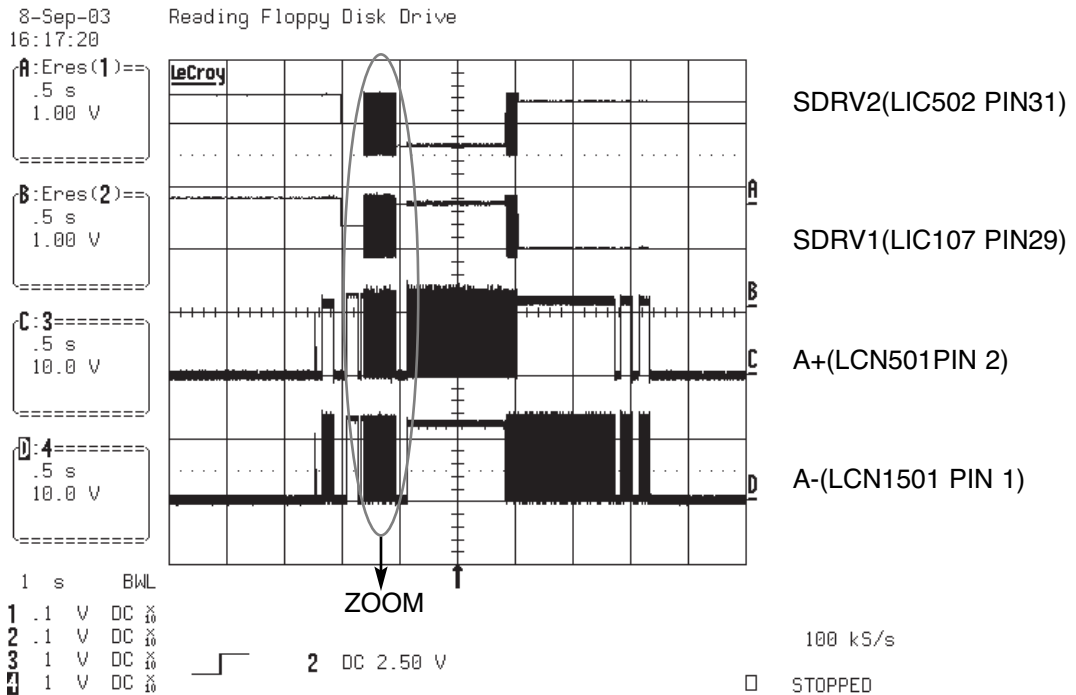 8-Sep-03
16:17:20
Reading Floppy Disk Drive
A:Eres(1)
.5 s
1.00 V
B:Eres(2)
.5 s
1.00 V
C:3
.5 s
10.0 V
D:4
.5 s
10.0 V
LeCroy
A
B
C
D
SDRV2(LIC502 PIN31)
SDRV1(LIC107 PIN29)
A+(LCN501PIN 2)
A-(LCN1501 PIN 1)
ZOOM
1 s BWL
1 .1 V DC X10
2 .1 V DC X10
3 1 V DC X10
4 1 V DC X10
2 DC 2.50 V
100 kS/s
STOPPED